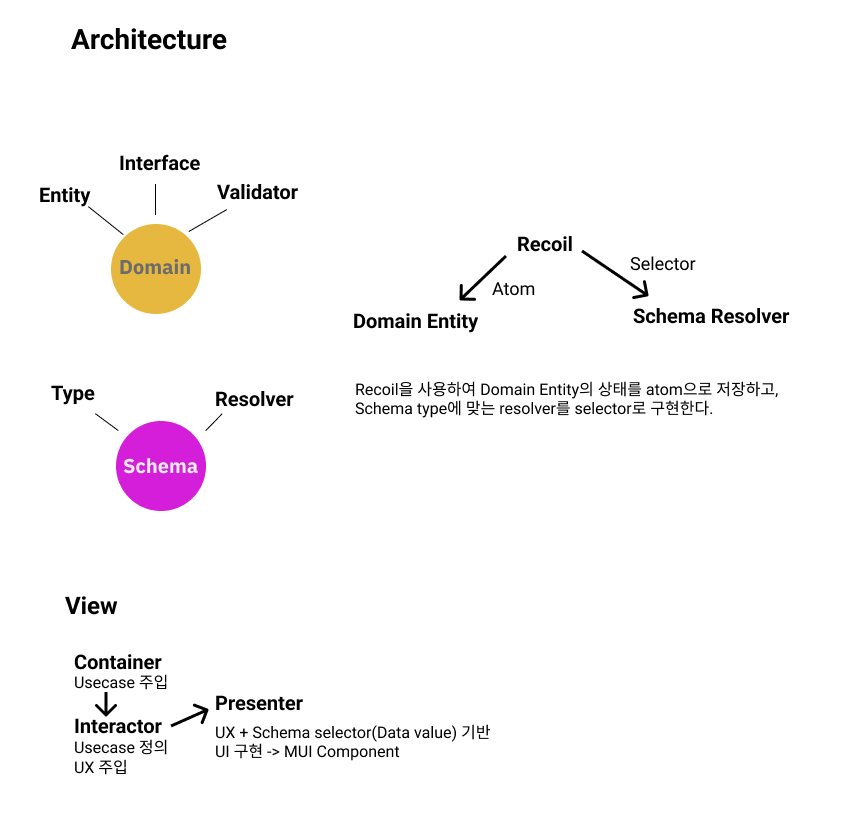 Architecture
Interface
Entity
Validator
Domain
Recoil
Selector
Atom
Domain Entity
Schema Resolver
Type
Resolver
Schema
Recoil을 사용하여 Domain Entity의 상태를 atom으로 저장하고,
Schema type에 맞는 resolver를 selector로 구현한다.
View
Container
Usecase 주입
Interactor
Usecase 정의
UX 주입
Presenter
UX + Schema selector(Data value) 기반
UI 구현 -> MUI Component